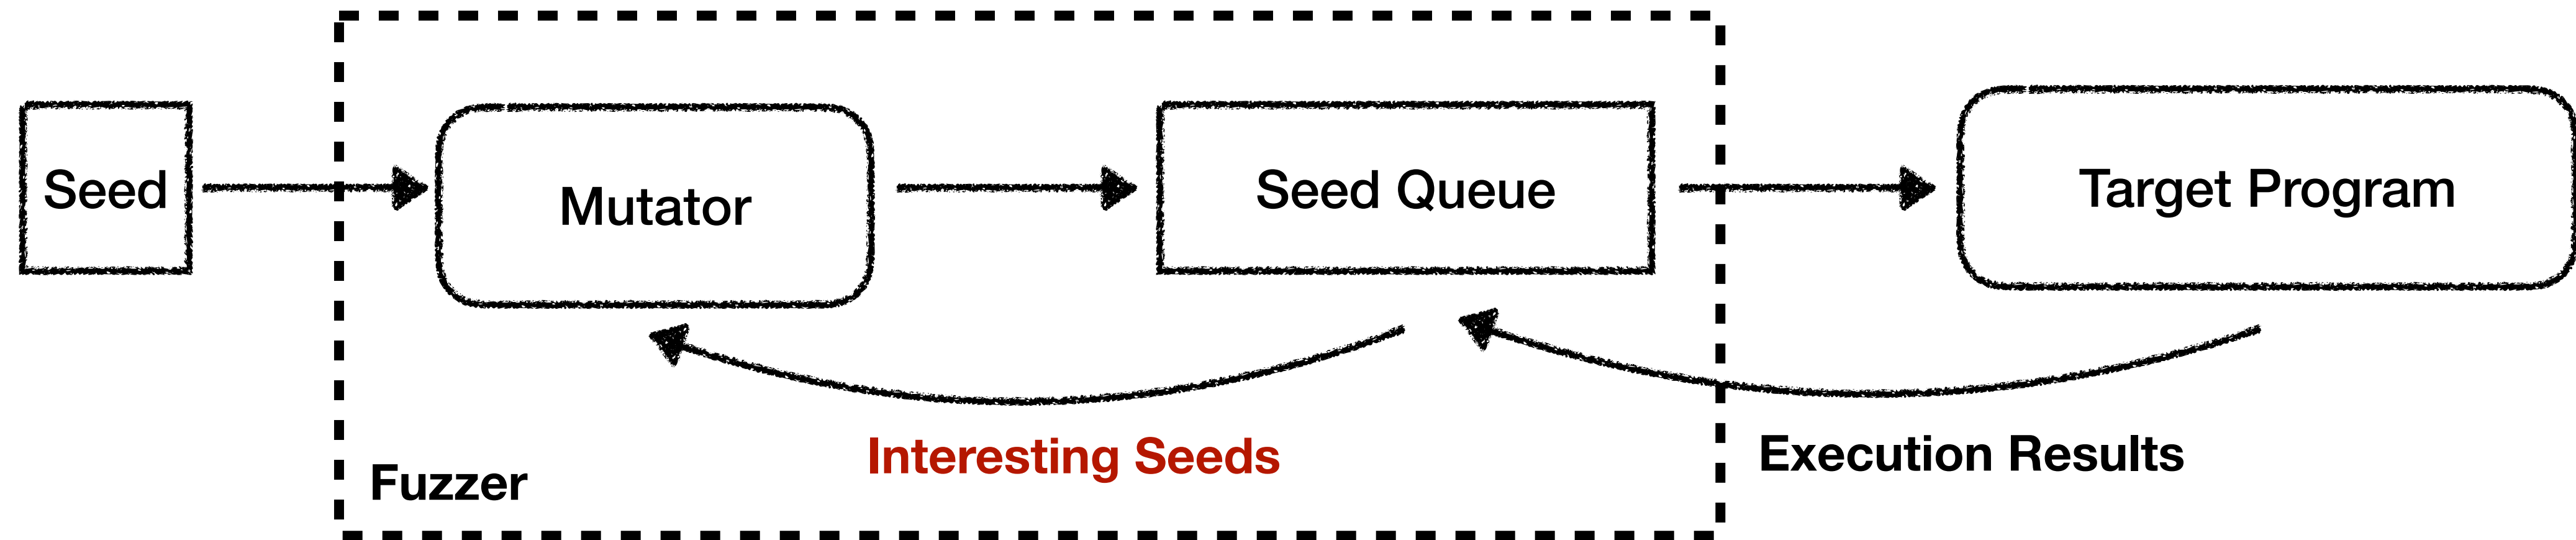 Seed
Mutator
Seed Queue
Target Program
Interesting Seeds
Execution Results
Fuzzer